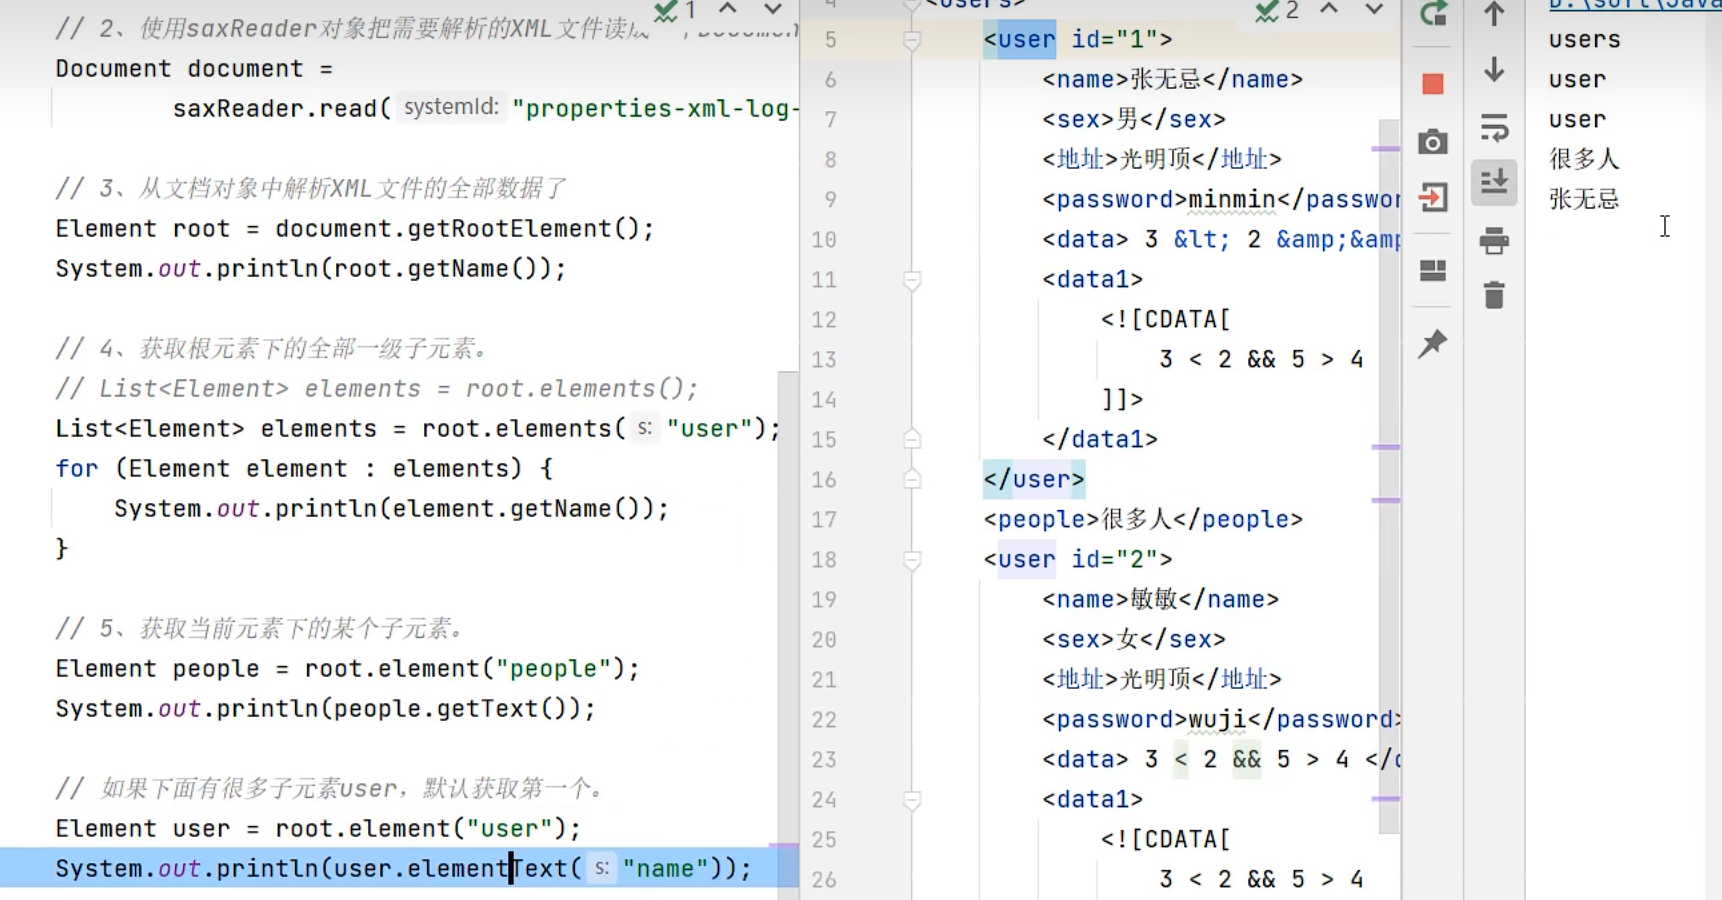 // 2、使用saxReader对象把需要解析的XML文件读成
Document document =
saxReader.read( systemId: "properties-xml-log-
// 3、从文档对象中解析XML文件的全部数据了
Element root = document.getRootElement();
System.out.println(root.getName());
// 4、获取根元素下的全部一级子元素。
// List<Element> elements = root.elements();
List<Element> elements = root.elements( s: "user");
for (Element element : elements) {
System.out.println(element.getName());
}
// 5、获取当前元素下的某个子元素。
Element people = root.element("people");
System.out.println(people.getText());
// 如果下面有很多子元素user，默认获取第一个。
Element user = root.element("user");
System.out.println(user.elementText( s: "name"));
1
2
4 <users>
5 <user id="1">
6 <name>张无忌</name>
7 <sex>男</sex>
8 <地址>光明顶</地址>
9 <password>minmin</passwor
10 <data> 3 &lt; 2 &amp;&amp
11 <data1>
12 <![CDATA[
13 3 < 2 && 5 > 4
14 ]]>
15 </data1>
16 </user>
17 <people>很多人</people>
18 <user id="2">
19 <name>敏敏</name>
20 <sex>女</sex>
21 <地址>光明顶</地址>
22 <password>wuji</password>
23 <data> 3 < 2 && 5 > 4 </d
24 <data1>
25 <![CDATA[
26 3 < 2 && 5 > 4
D:\soft\Java
users
user
user
很多人
张无忌